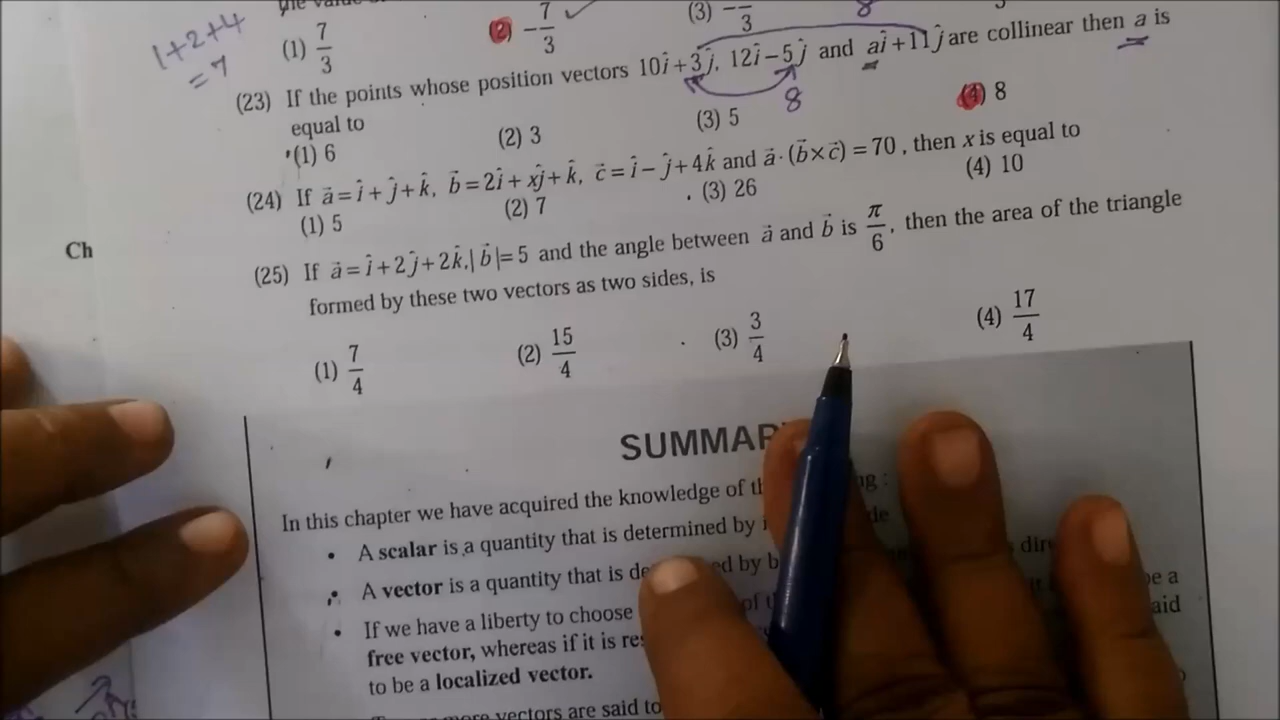 the value
1+2+4
= 7
(1) 7/3
(2) -7/3
(3) -7/3
8
(23) If the points whose position vectors 10î+3ĵ, 12î−5ĵ and aî+11ĵ are collinear then a is
equal to
8
(1) 6
(2) 3
(3) 5
(4) 8
(24) If a⃗=î+ĵ+k̂, b⃗=2î+xĵ+k̂, c⃗=î−ĵ+4k̂ and a⃗·(b⃗×c⃗)=70, then x is equal to
(1) 5
(2) 7
(3) 26
(4) 10
Ch
(25) If a⃗=î+2ĵ+2k̂,|b⃗|=5 and the angle between a⃗ and b⃗ is π/6, then the area of the triangle
formed by these two vectors as two sides, is
(1) 7/4
(2) 15/4
(3) 3/4
(4) 17/4
SUMMAR
In this chapter we have acquired the knowledge of
• A scalar is a quantity that is determined by
• A vector is a quantity that is by
• If we have a liberty to choose of
free vector, whereas if it is
to be a localized vector.
vectors are said to